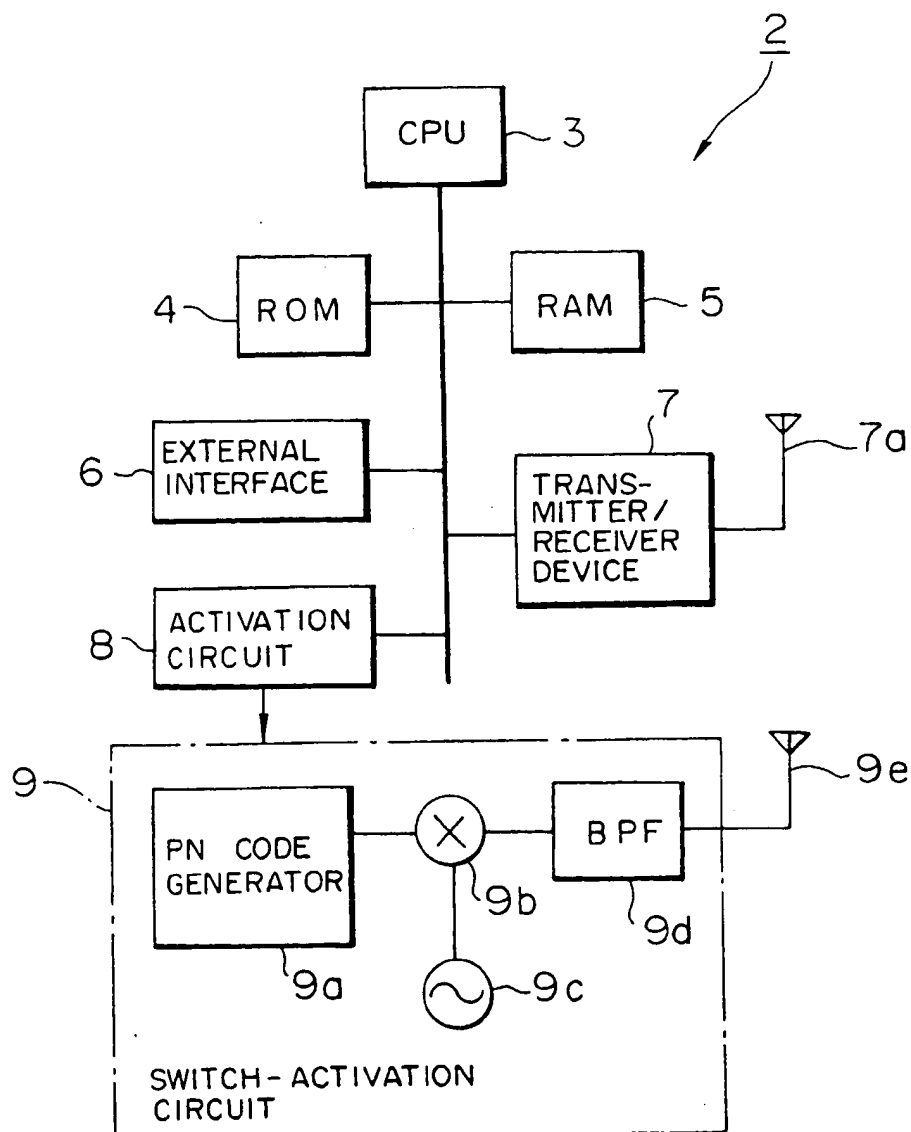 2
CPU
3
4
ROM
RAM
5
6
EXTERNAL
INTERFACE
7
TRANS-
MITTER/
RECEIVER
DEVICE
7a
8
ACTIVATION
CIRCUIT
9
PN CODE
GENERATOR
9a
9b
9c
BPF
9d
9e
SWITCH-ACTIVATION
CIRCUIT